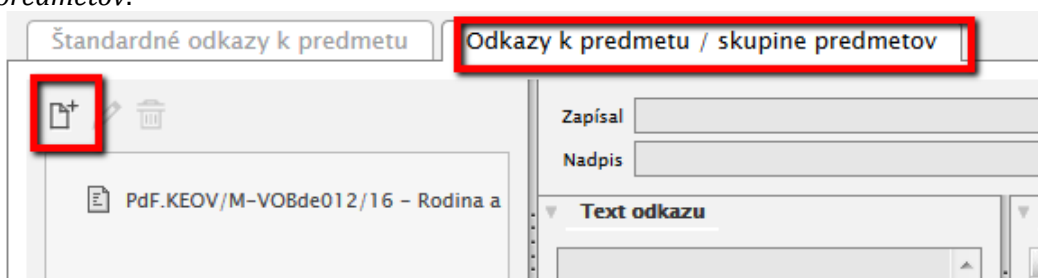 predmetov.
Štandardné odkazy k predmetu
Odkazy k predmetu / skupine predmetov
Zapísal
Nadpis
PdF.KEOV/M-VOBde012/16 - Rodina a
Text odkazu